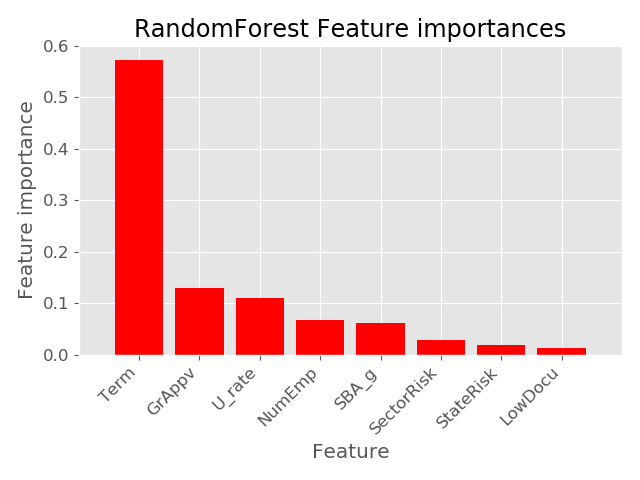 RandomForest Feature importances
0.6
0.5
0.4
0.3
0.2
0.1
0.0
Feature importance
Term
GrAppv
U_rate
NumEmp
SBA_g
SectorRisk
StateRisk
LowDocu
Feature